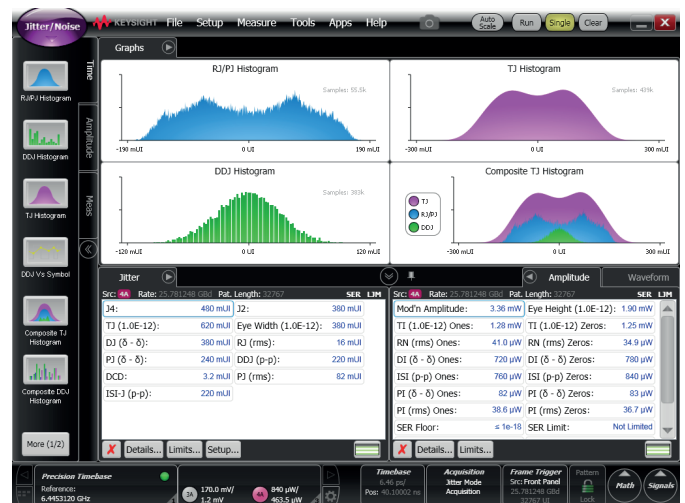 Jitter/Noise
KEYSIGHT File Setup Measure Tools Apps Help
Auto Scale
Run
Single
Clear
Graphs
Time
Amplitude
Meas
RJ/PJ Histogram
DDJ Histogram
TJ Histogram
DDJ Vs Symbol
Composite TJ Histogram
Composite DDJ Histogram
More (1/2)
RJ/PJ Histogram
Samples: 55.5k
-190 mUI 0 UI 190 mUI
TJ Histogram
Samples: 439k
-300 mUI 0 UI 300 mUI
DDJ Histogram
Samples: 393k
-120 mUI 0 UI 120 mUI
Composite TJ Histogram
TJ
RJ/PJ
DDJ
-300 mUI 0 UI 300 mUI
Jitter
Src: 4A Rate: 25.781248 GBd Pat. Length: 32767 SER LJM
J4: 480 mUI J2: 380 mUI
TJ (1.0E-12): 620 mUI Eye Width (1.0E-12): 380 mUI
DJ (δ - δ): 380 mUI RJ (rms): 16 mUI
PJ (δ - δ): 240 mUI DDJ (p-p): 220 mUI
DCD: 3.2 mUI PJ (rms): 82 mUI
ISI-J (p-p): 220 mUI
Details... Limits... Setup...
Amplitude Waveform
Src: 4A Rate: 25.781248 GBd Pat. Length: 32767 SER LJM
Mod'n Amplitude: 3.36 mW Eye Height (1.0E-12): 1.90 mW
TI (1.0E-12) Ones: 1.28 mW TI (1.0E-12) Zeros: 1.25 mW
RN (rms) Ones: 41.0 µW RN (rms) Zeros: 34.9 µW
DI (δ - δ) Ones: 720 µW DI (δ - δ) Zeros: 780 µW
ISI (p-p) Ones: 760 µW ISI (p-p) Zeros: 840 µW
PI (δ - δ) Ones: 82 µW PI (δ - δ) Zeros: 83 µW
PI (rms) Ones: 38.6 µW PI (rms) Zeros: 36.7 µW
SER Floor: ≤ 1e-18 SER Limit: Not Limited
Details... Limits...
Precision Timebase
Reference:
6.4453120 GHz
3A 170.0 mW/
1.2 mV
4A 840 µW/
463.5 µW
Timebase
6.46 ps/
Pos: 40.10002 ns
Acquisition
Jitter Mode
Acquisition
Frame Trigger
Src: Front Panel
25.781248 GBd
32767 UI
Pattern
Lock
Math
Signals